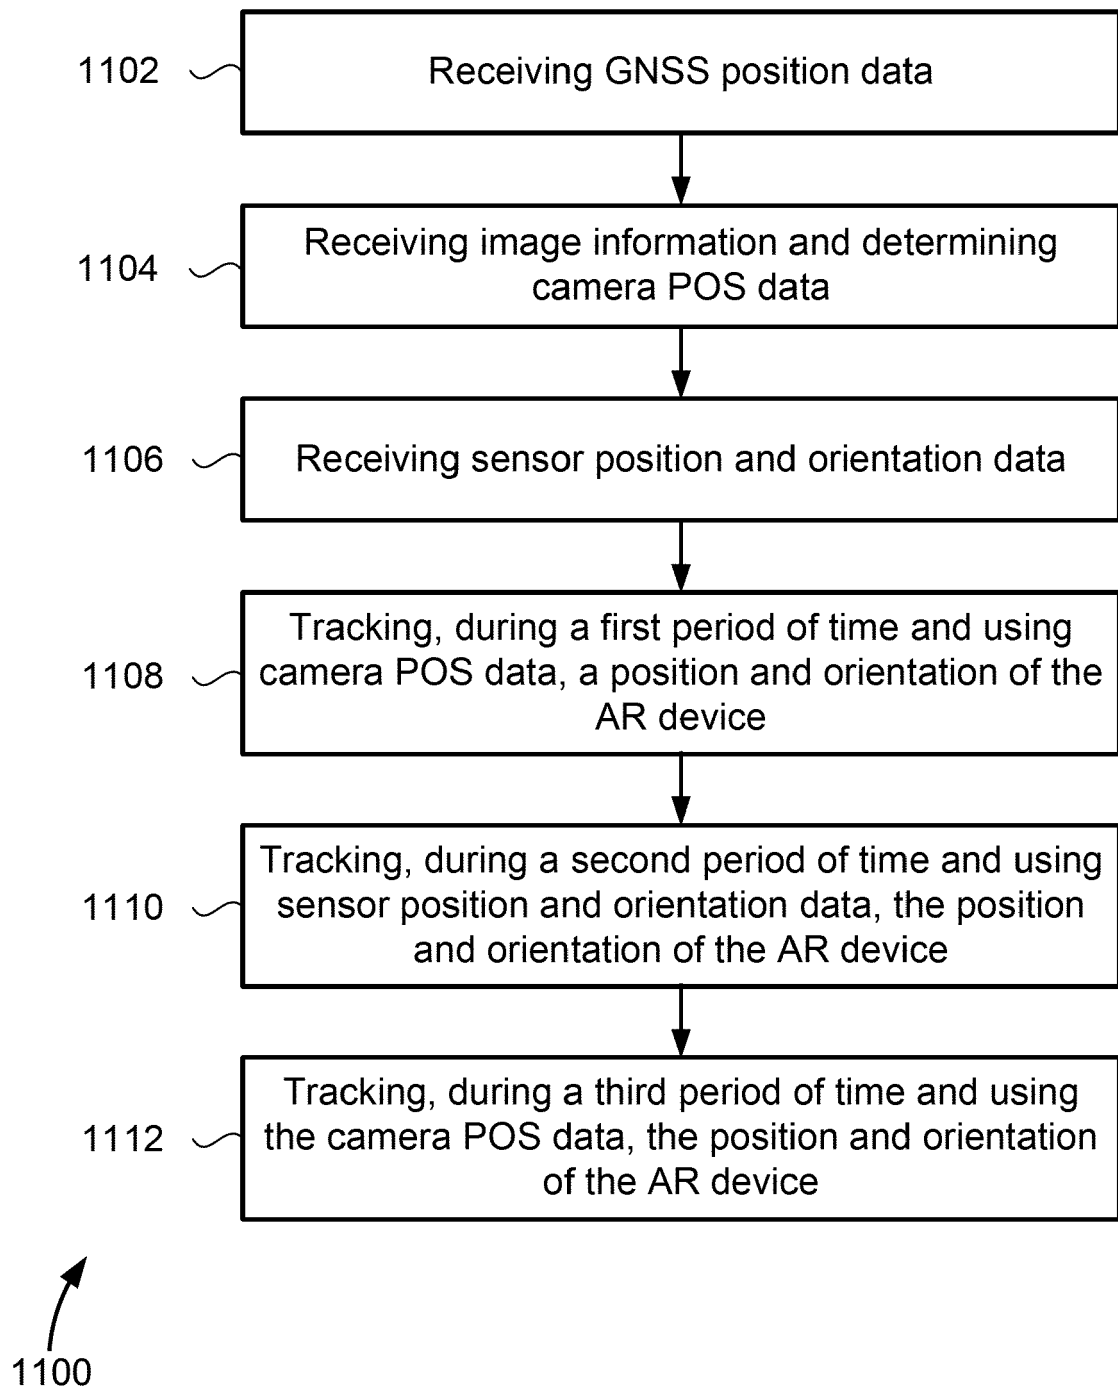 1102
Receiving GNSS position data
1104
Receiving image information and determining
camera POS data
1106
Receiving sensor position and orientation data
1108
Tracking, during a first period of time and using
camera POS data, a position and orientation of the
AR device
1110
Tracking, during a second period of time and using
sensor position and orientation data, the position
and orientation of the AR device
1112
Tracking, during a third period of time and using
the camera POS data, the position and orientation
of the AR device
1100